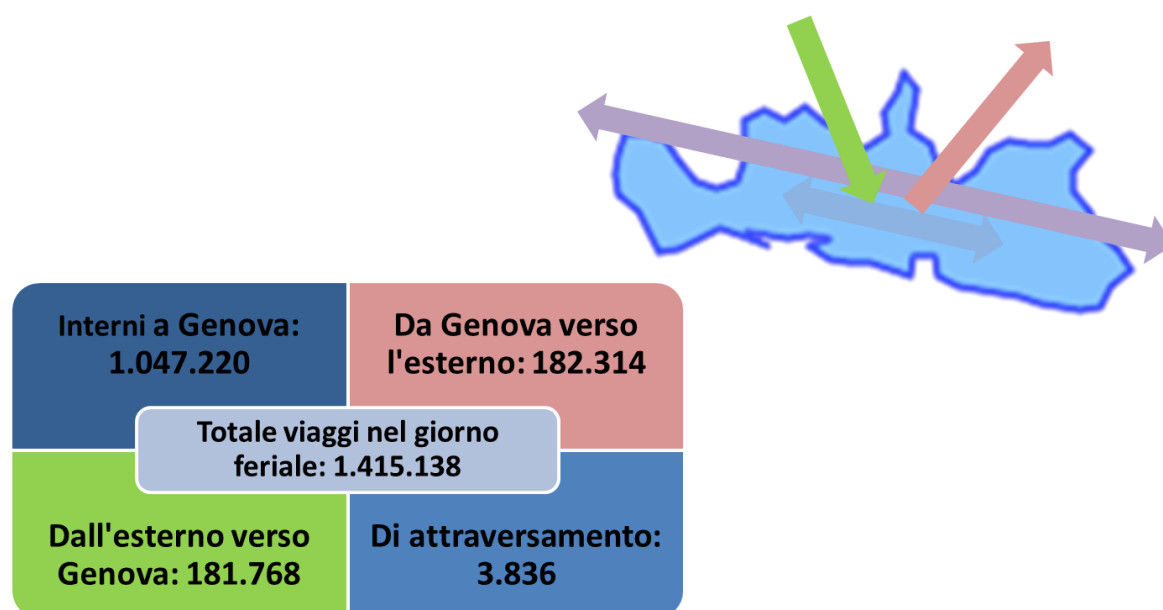 Interni a Genova:
1.047.220
Da Genova verso
l'esterno: 182.314
Totale viaggi nel giorno
feriale: 1.415.138
Dall'esterno verso
Genova: 181.768
Di attraversamento:
3.836